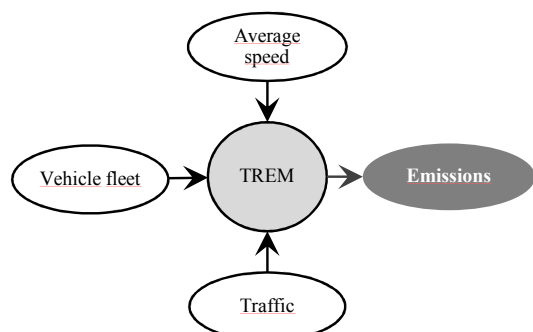 Average
speed
Vehicle fleet
TREM
Emissions
Traffic